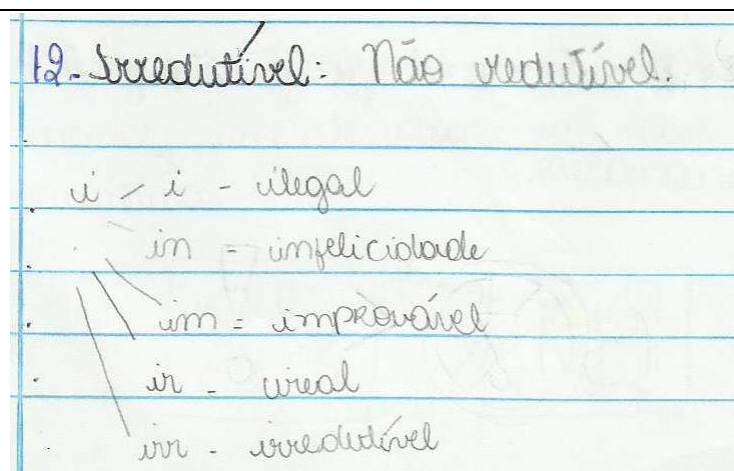 12. Irredutível: Não redutível.
i - i - ilegal
in - infelicidade
im = improvável
ir - irreal
irr - irredutível